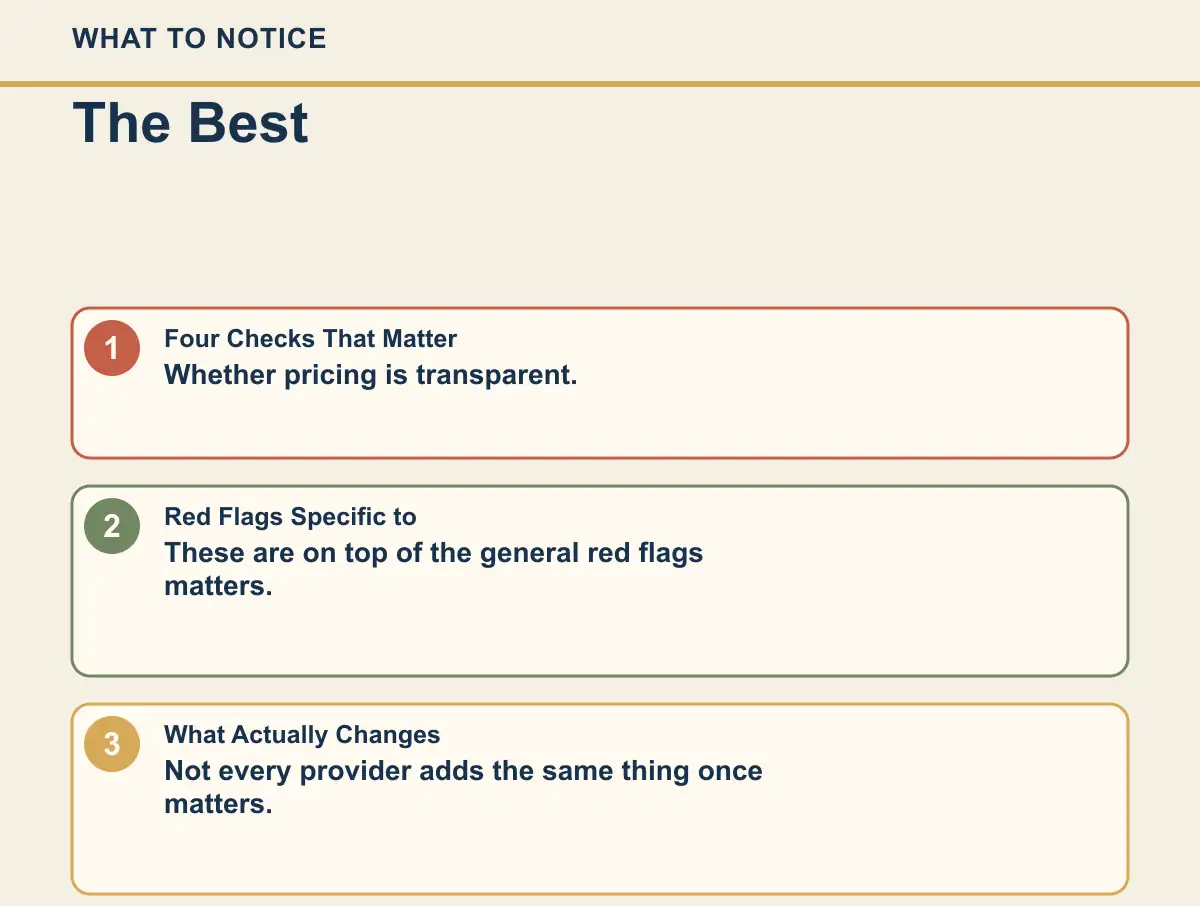 WHAT TO NOTICE
The Best
1
Four Checks That Matter
Whether pricing is transparent.
2
Red Flags Specific to
These are on top of the general red flags
matters.
3
What Actually Changes
Not every provider adds the same thing once
matters.